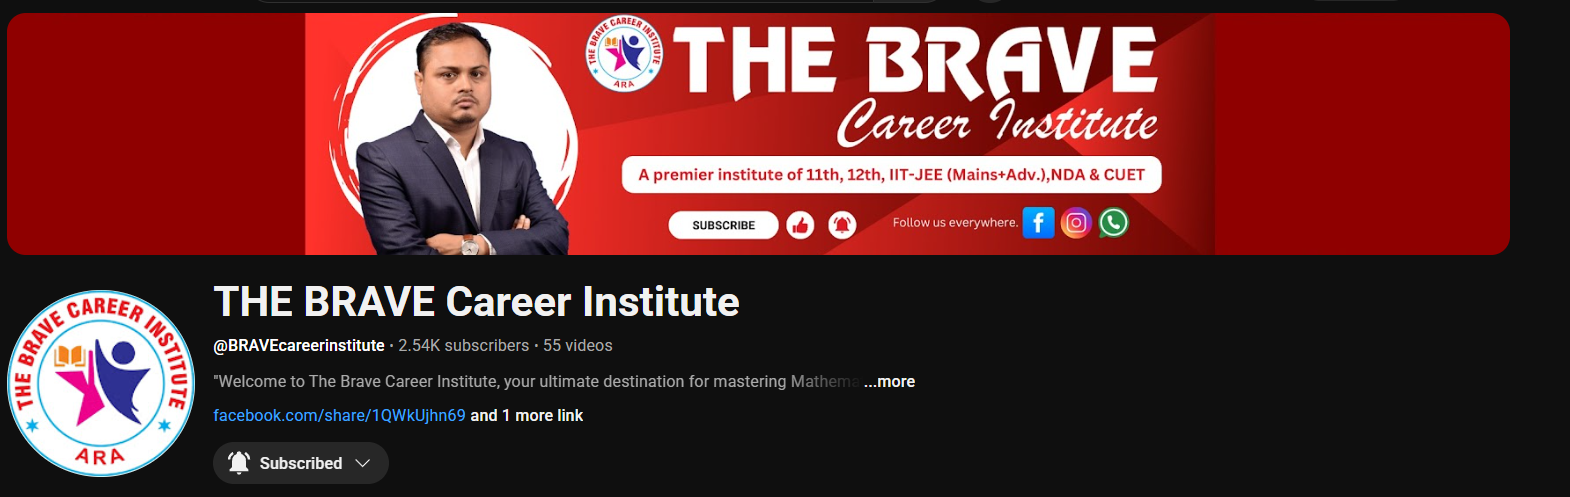 THE BRAVE CAREER INSTITUTE
ARA
THE BRAVE
Career Institute
A premier institute of 11th, 12th, IIT-JEE (Mains+Adv.),NDA & CUET
SUBSCRIBE
Follow us everywhere.
THE BRAVE CAREER INSTITUTE
ARA
THE BRAVE Career Institute
@BRAVEcareerinstitute • 2.54K subscribers • 55 videos
"Welcome to The Brave Career Institute, your ultimate destination for mastering Mathema ...more
facebook.com/share/1QWkUjhn69 and 1 more link
Subscribed